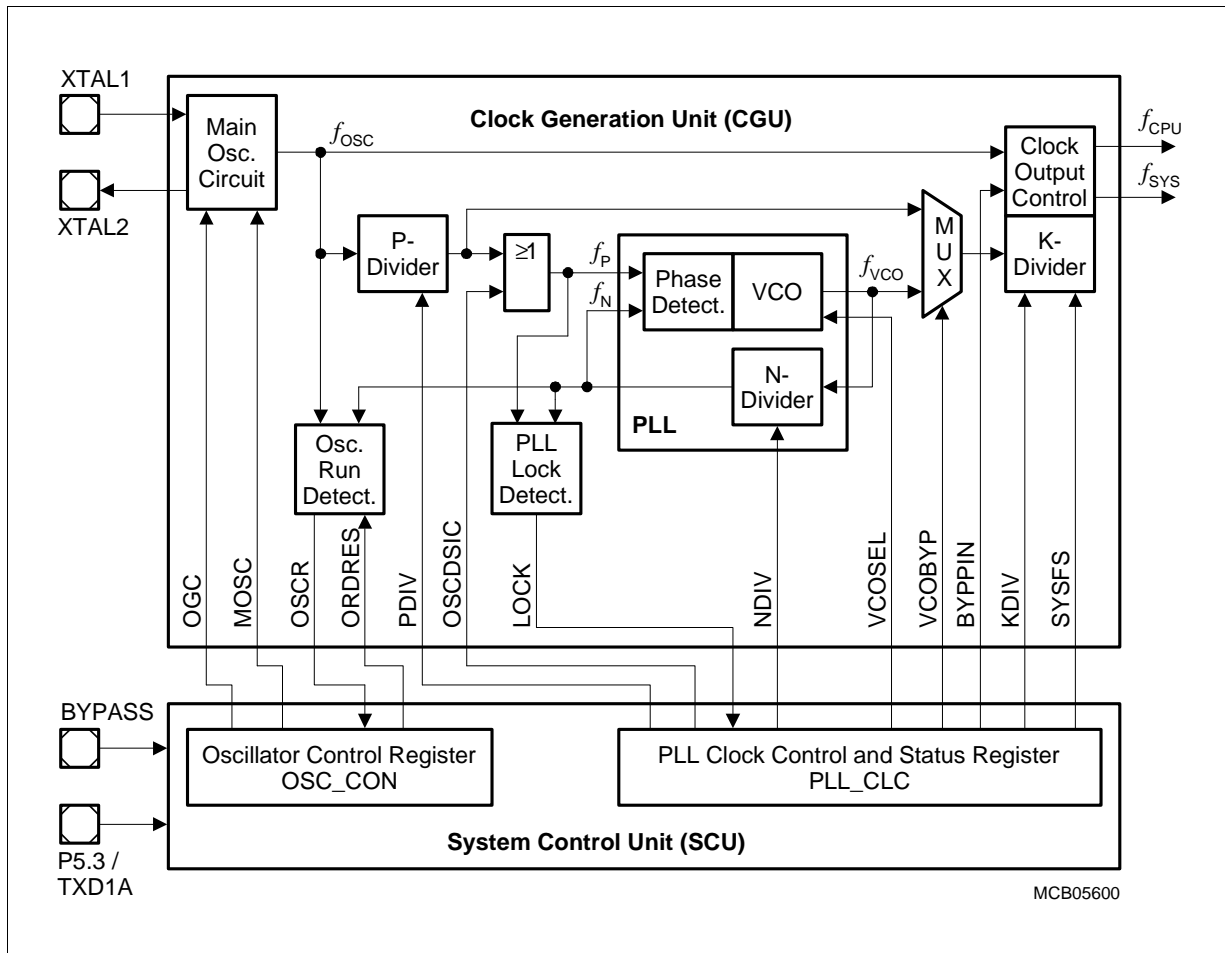 XTAL1
XTAL2
Clock Generation Unit (CGU)
Main
Osc.
Circuit
fOSC
fCPU
fSYS
Clock
Output
Control
K-
Divider
P-
Divider
≥1
fP
fN
Phase
Detect.
VCO
fVCO
MUX
N-
Divider
PLL
Osc.
Run
Detect.
PLL
Lock
Detect.
OGC
MOSC
OSCR
ORDRES
PDIV
OSCDSIC
LOCK
NDIV
VCOSEL
VCOBYP
BYPPIN
KDIV
SYSFS
BYPASS
P5.3 /
TXD1A
Oscillator Control Register
OSC_CON
PLL Clock Control and Status Register
PLL_CLC
System Control Unit (SCU)
MCB05600